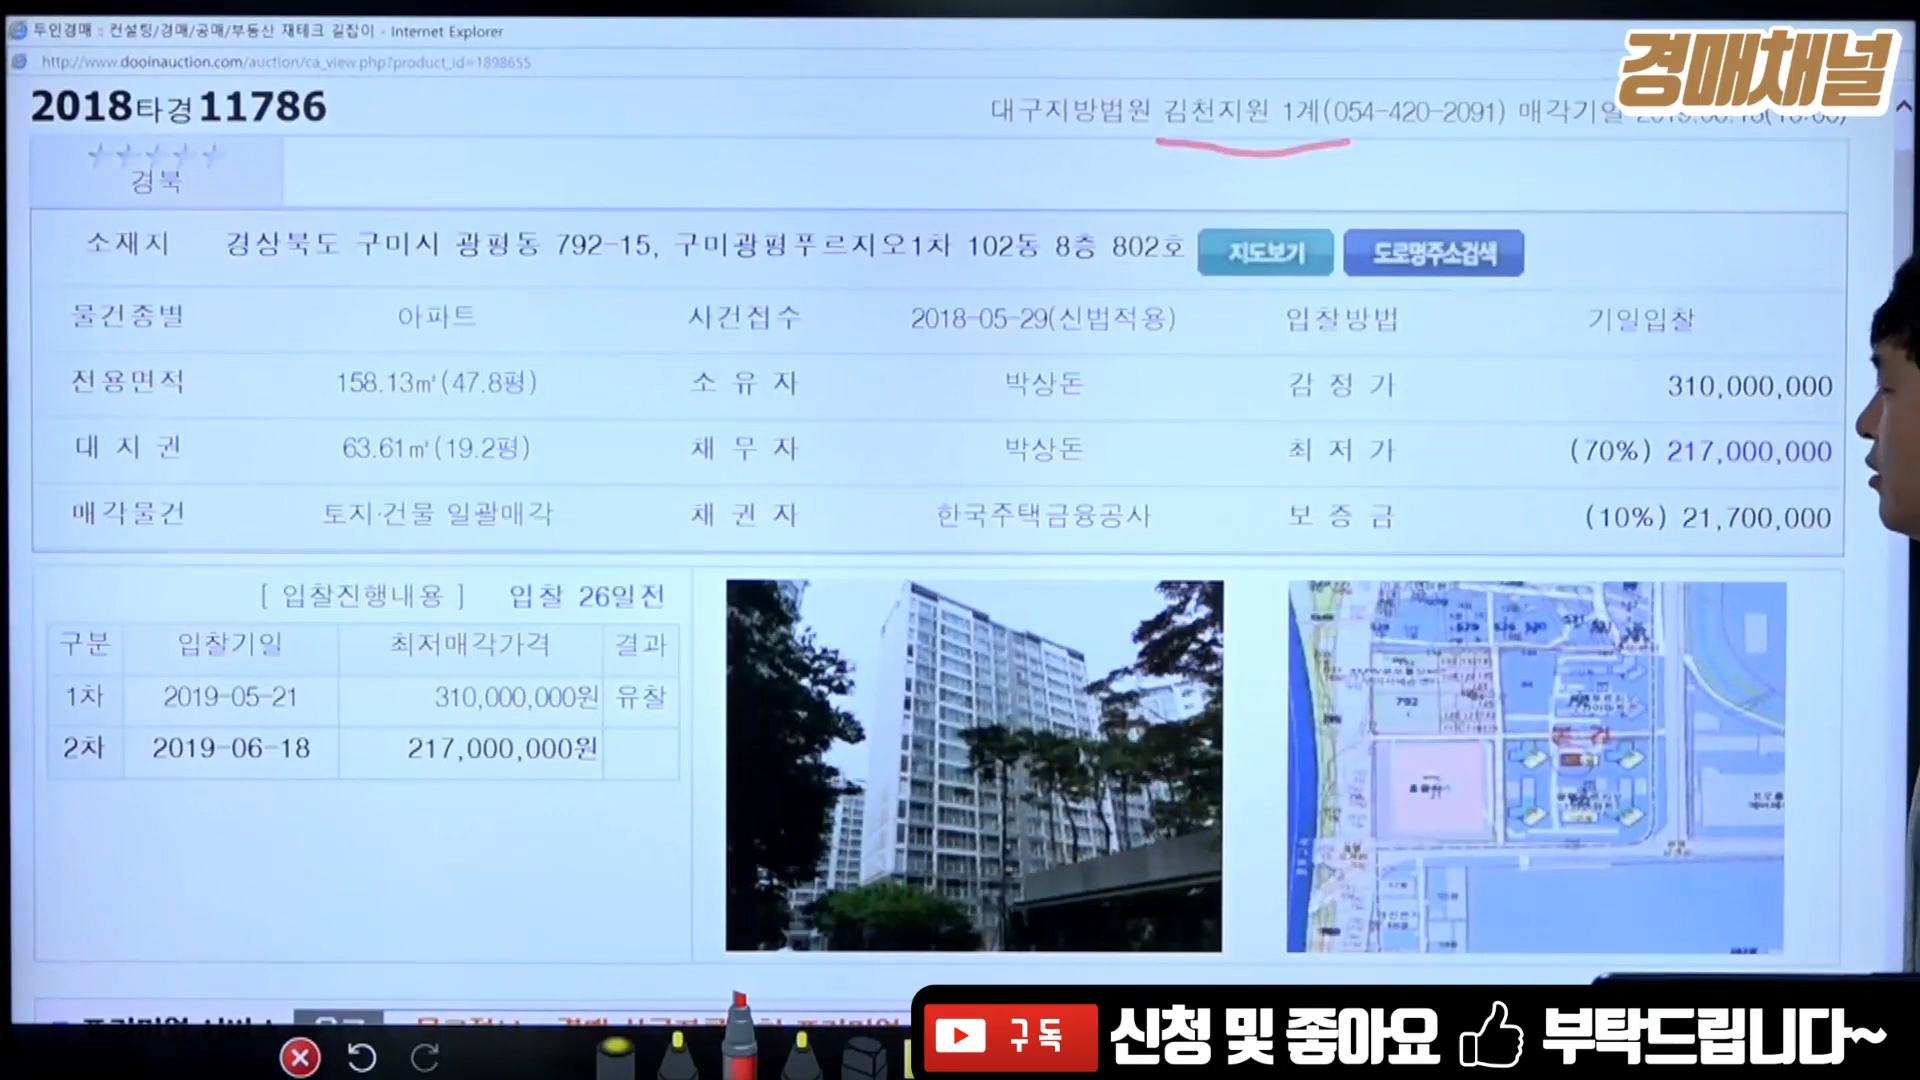 두인경매 :: 컨설팅/경매/공매/부동산 재테크 길잡이 - Internet Explorer
http://www.dooinauction.com/auction/ca_view.php?product_id=1898655
경매채널
2018타경11786
대구지방법원 김천지원 1계(054-420-2091) 매각기일
경북
소재지 경상북도 구미시 광평동 792-15, 구미광평푸르지오1차 102동 8층 802호 지도보기 도로명주소검색
물건종별 아파트 사건접수 2018-05-29(신법적용) 입찰방법 기일입찰
전용면적 158.13㎡(47.8평) 소유자 박상돈 감정가 310,000,000
대지권 63.61㎡(19.2평) 채무자 박상돈 최저가 (70%) 217,000,000
매각물건 토지·건물 일괄매각 채권자 한국주택금융공사 보증금 (10%) 21,700,000
[ 입찰진행내용 ] 입찰 26일전
구분 입찰기일 최저매각가격 결과
1차 2019-05-21 310,000,000원 유찰
2차 2019-06-18 217,000,000원
792
구독 신청 및 좋아요 부탁드립니다~